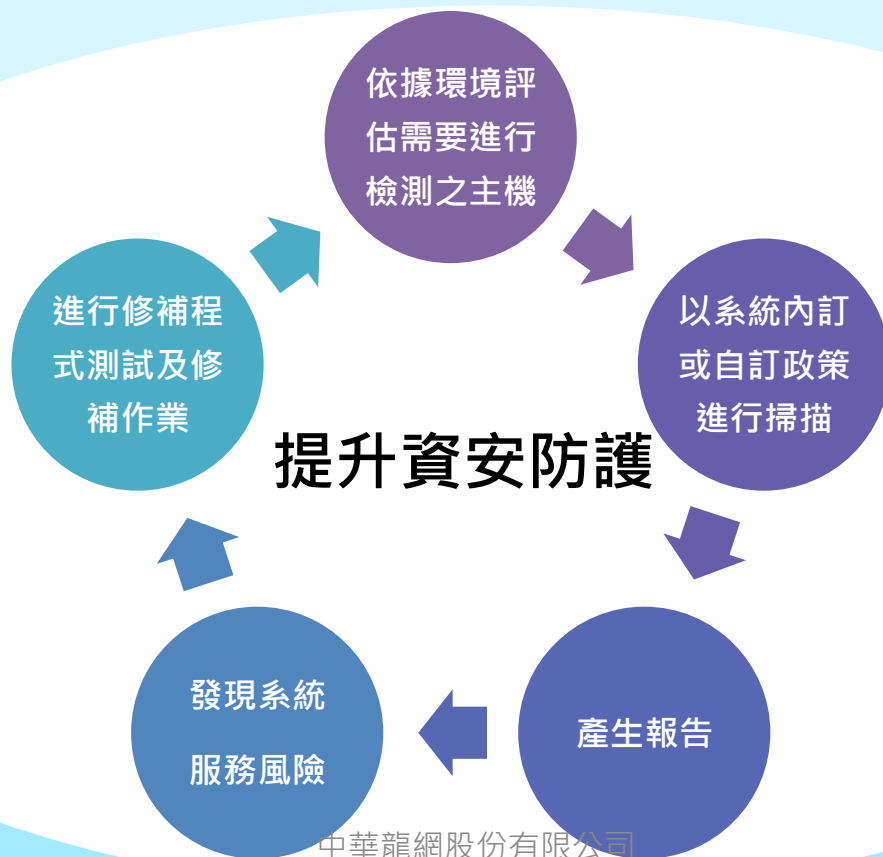 依據環境評
估需要進行
檢測之主機
以系統內訂
或自訂政策
進行掃描
產生報告
發現系統
服務風險
進行修補程
式測試及修
補作業
提升資安防護
中華龍網股份有限公司